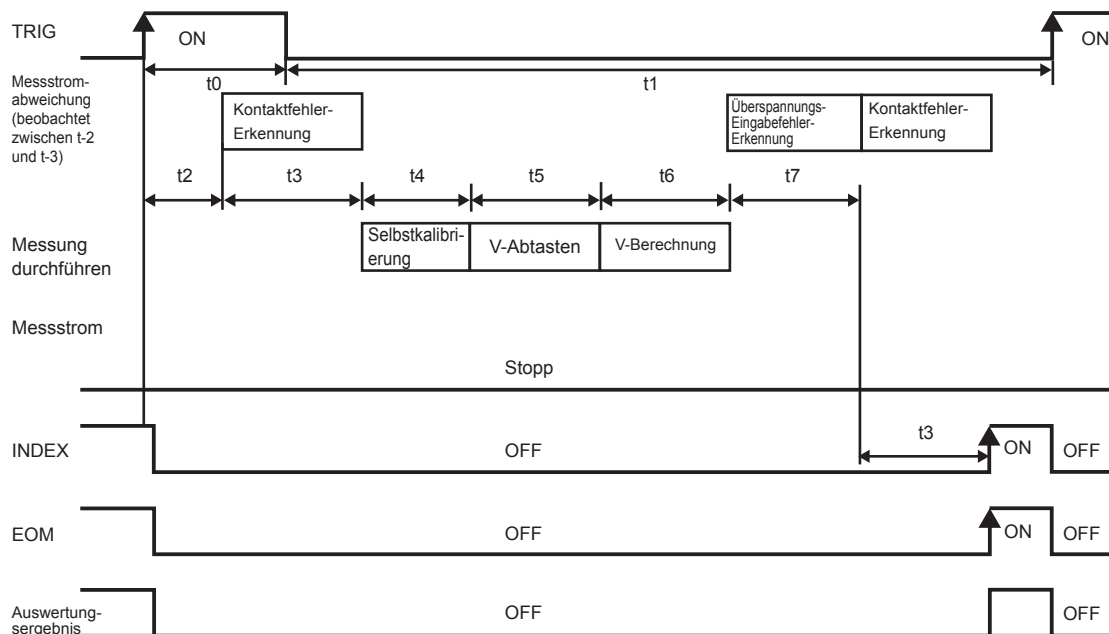 TRIG
ON
ON
t0
t1
Messstrom-
abweichung
(beobachtet
zwischen t-2
und t-3)
Kontaktfehler-
Erkennung
Überspannungs-
Eingabefehler-
Erkennung
Kontaktfehler-
Erkennung
t2
t3
t4
t5
t6
t7
Messung
durchführen
Selbstkalibri-
erung
V-Abtasten
V-Berechnung
Messstrom
Stopp
INDEX
OFF
t3
ON
OFF
EOM
OFF
ON
OFF
Auswertung-
sergebnis
OFF
OFF